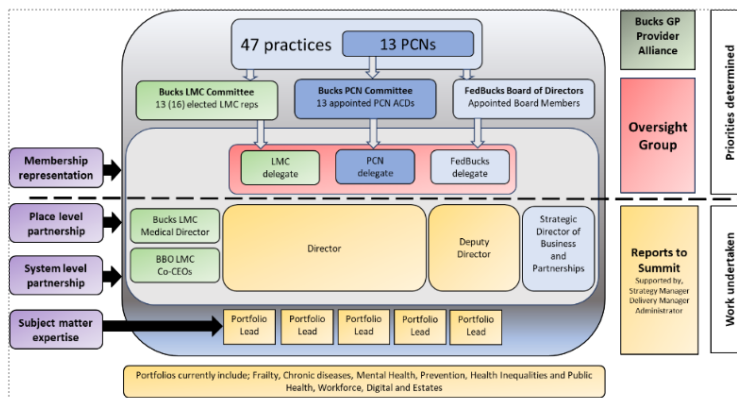 47 practices
13 PCNs
Bucks GP
Provider
Alliance
Priorities determined
Bucks LMC Committee
13 (16) elected LMC reps
Bucks PCN Committee
13 appointed PCN ACDs
FedBucks Board of Directors
Appointed Board Members
Oversight
Group
Membership
representation
LMC
delegate
PCN
delegate
FedBucks
delegate
Place level
partnership
System level
partnership
Bucks LMC
Medical Director
BBO LMC
Co-CEOs
Director
Deputy
Director
Strategic
Director of
Business
and
Partnerships
Reports to
Summit
Supported by,
Strategy Manager
Delivery Manager
Administrator
Work undertaken
Subject matter
expertise
Portfolio
Lead
Portfolio
Lead
Portfolio
Lead
Portfolio
Lead
Portfolio
Lead
Portfolios currently include; Frailty, Chronic diseases, Mental Health, Prevention, Health Inequalities and Public
Health, Workforce, Digital and Estates